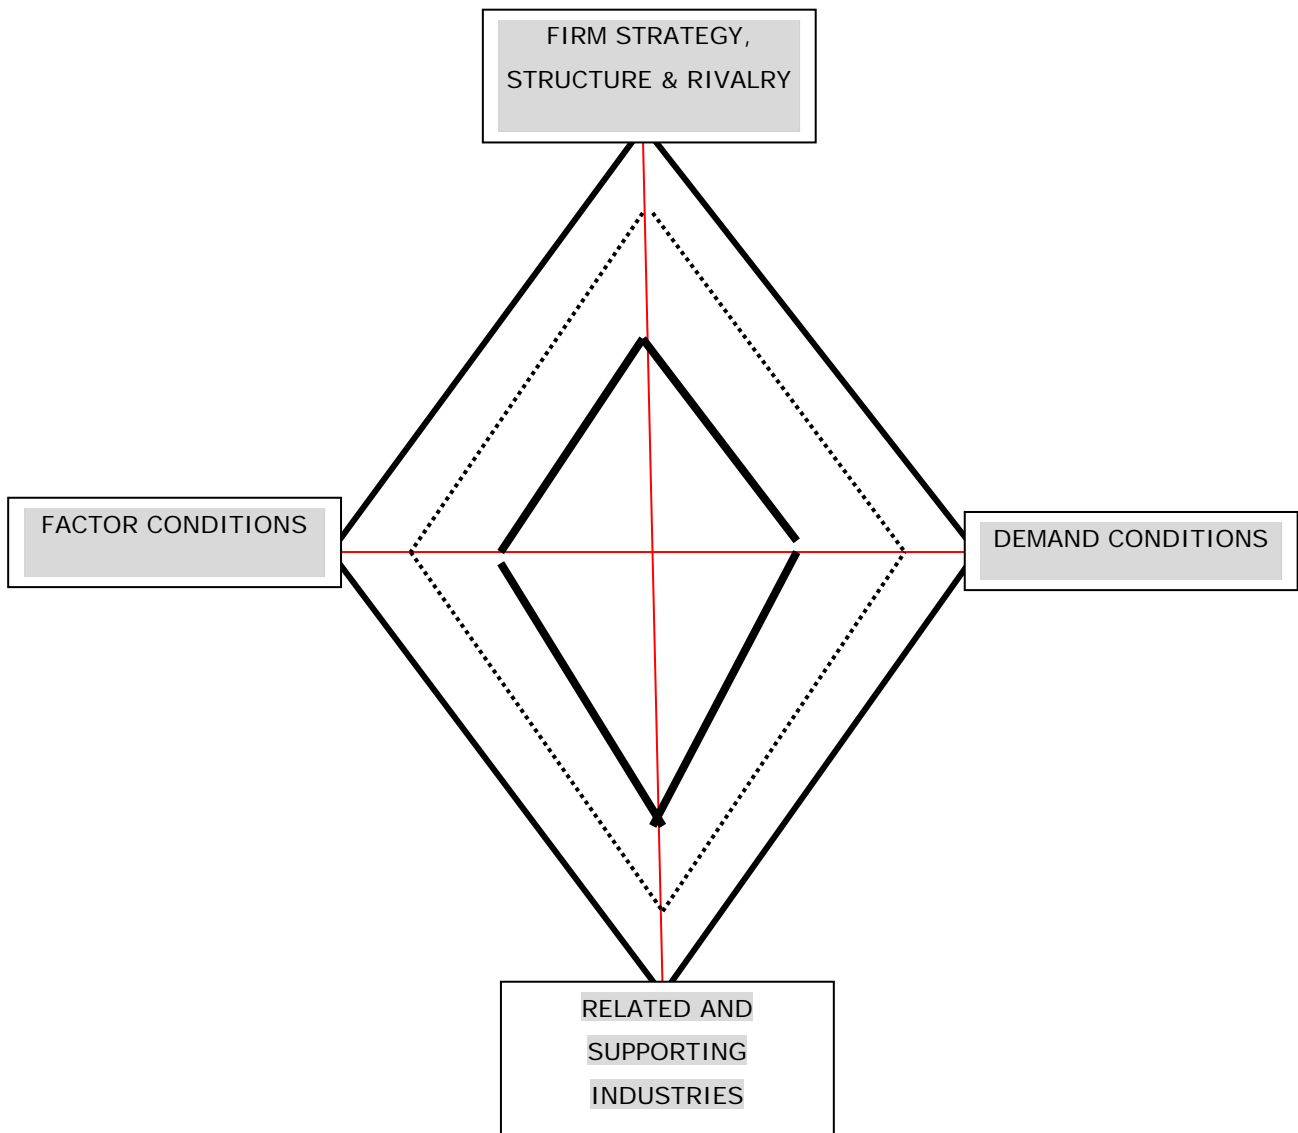 FIRM STRATEGY,
STRUCTURE & RIVALRY
FACTOR CONDITIONS
DEMAND CONDITIONS
RELATED AND
SUPPORTING
INDUSTRIES